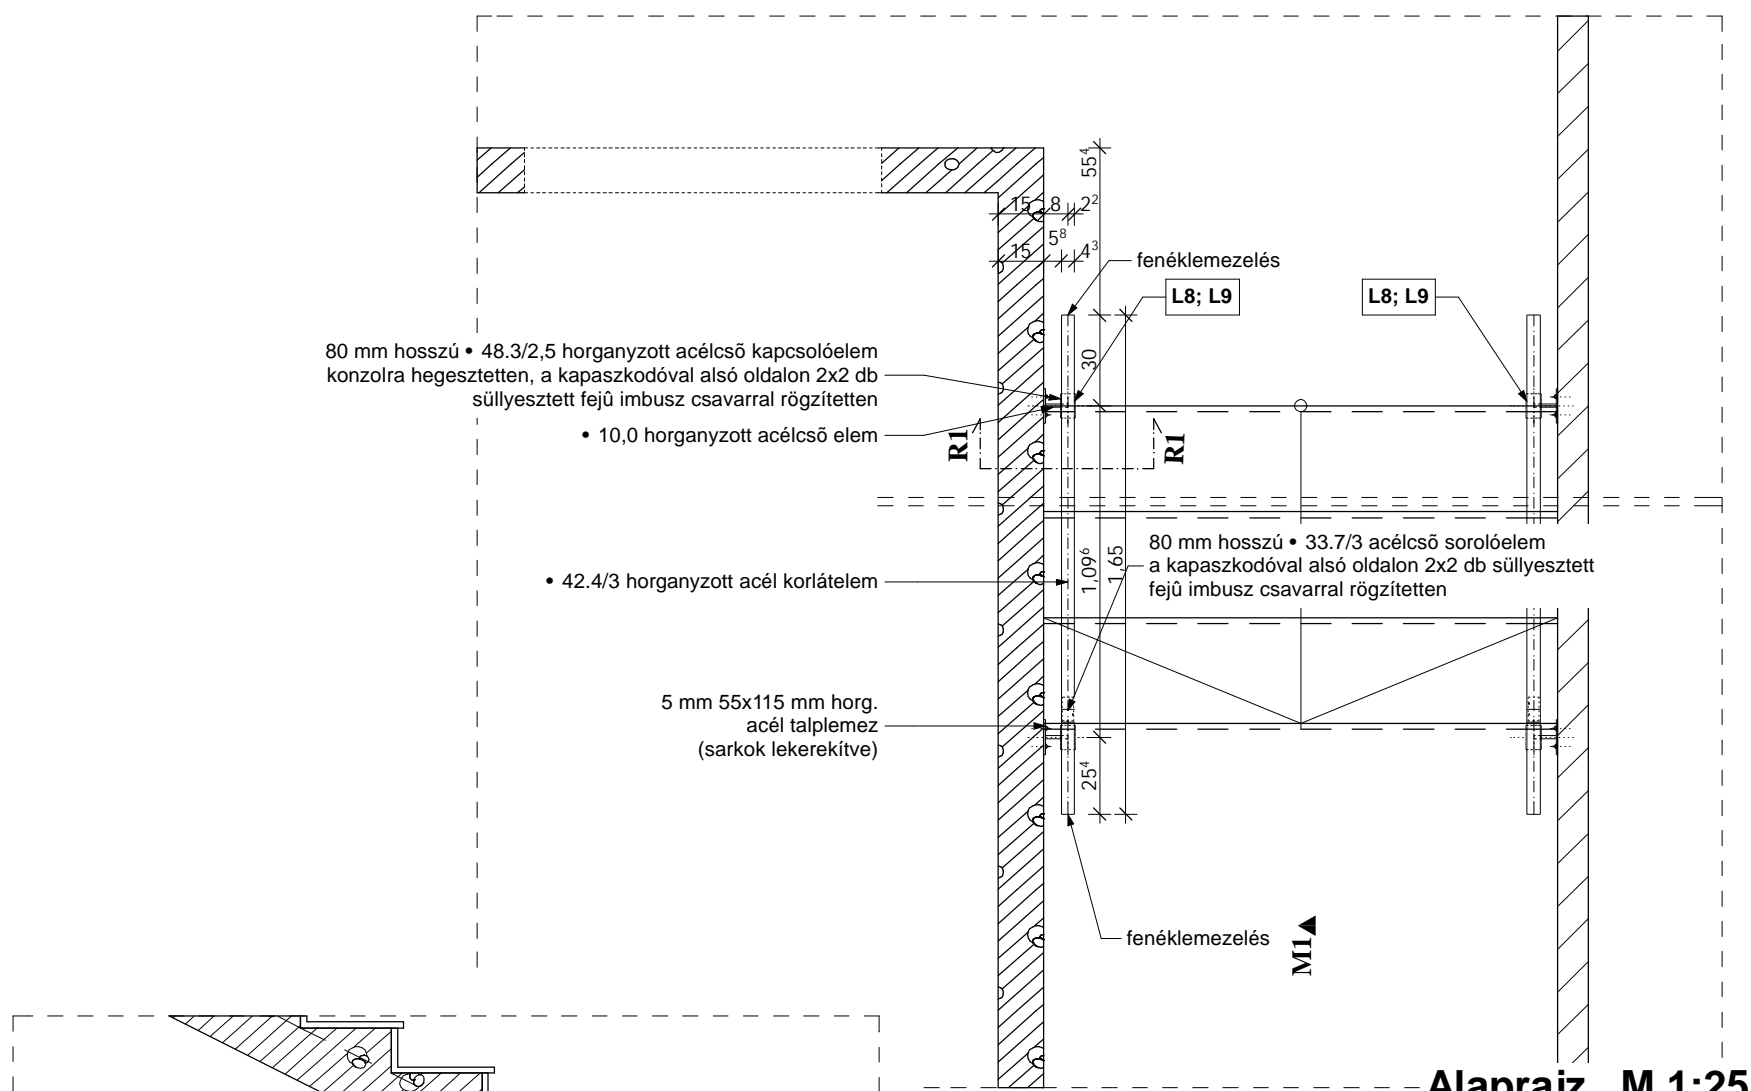 55⁴
15 8 2²
5⁸
15 4³
fenéklemezelés
L8; L9
L8; L9
80 mm hosszú • 48.3/2,5 horganyzott acélcsõ kapcsolóelem
konzolra hegesztetten, a kapaszkodóval alsó oldalon 2x2 db
süllyesztett fejû imbusz csavarral rögzítetten
30
• 10,0 horganyzott acélcsõ elem
R1
R1
80 mm hosszú • 33.7/3 acélcsõ sorolóelem
a kapaszkodóval alsó oldalon 2x2 db süllyesztett
fejû imbusz csavarral rögzítetten
1,09⁶
1,65
• 42.4/3 horganyzott acél korlátelem
5 mm 55x115 mm horg.
acél talplemez
(sarkok lekerekítve)
25⁴
fenéklemezelés
M1
Alaprajz M 1:25